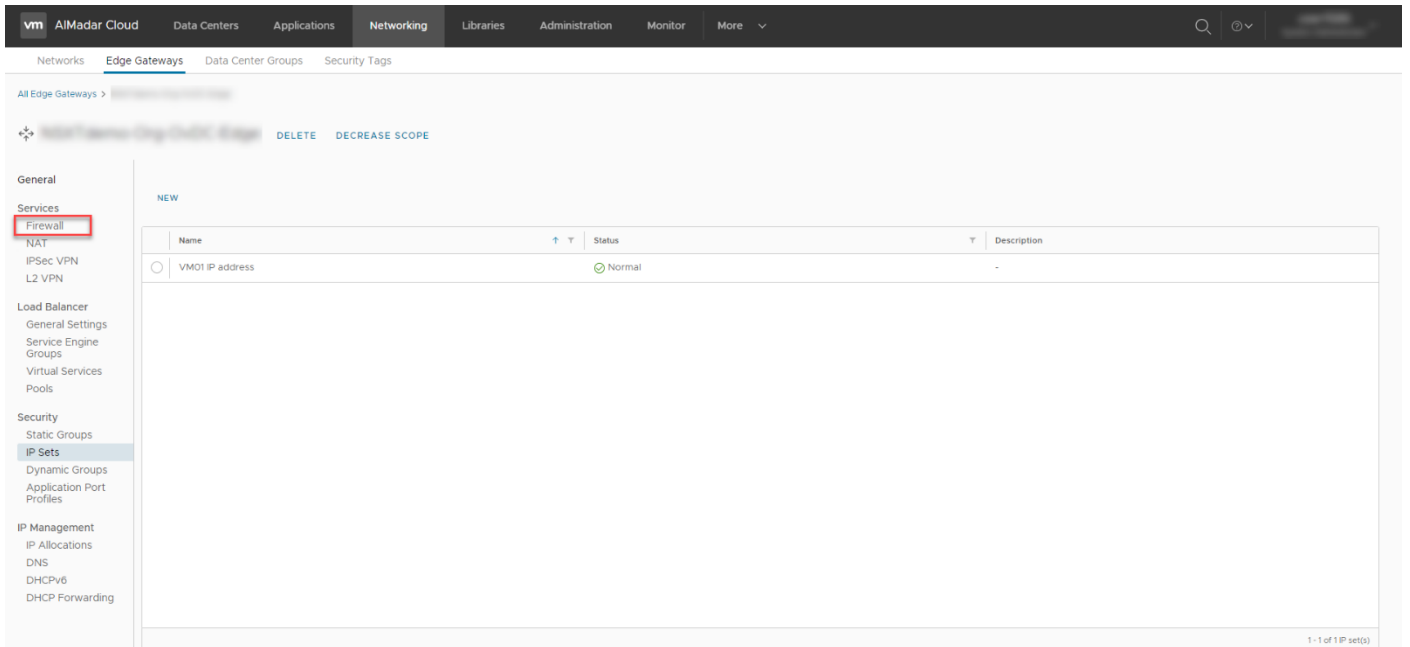 vm AlMadar Cloud Data Centers Applications Networking Libraries Administration Monitor More
Networks Edge Gateways Data Center Groups Security Tags
All Edge Gateways >
DELETE DECREASE SCOPE
General
Services
Firewall
NAT
IPSec VPN
L2 VPN
Load Balancer
General Settings
Service Engine
Groups
Virtual Services
Pools
Security
Static Groups
IP Sets
Dynamic Groups
Application Port
Profiles
IP Management
IP Allocations
DNS
DHCPv6
DHCP Forwarding
NEW
Name Status Description
VM01 IP address Normal -
1 - 1 of 1 IP set(s)